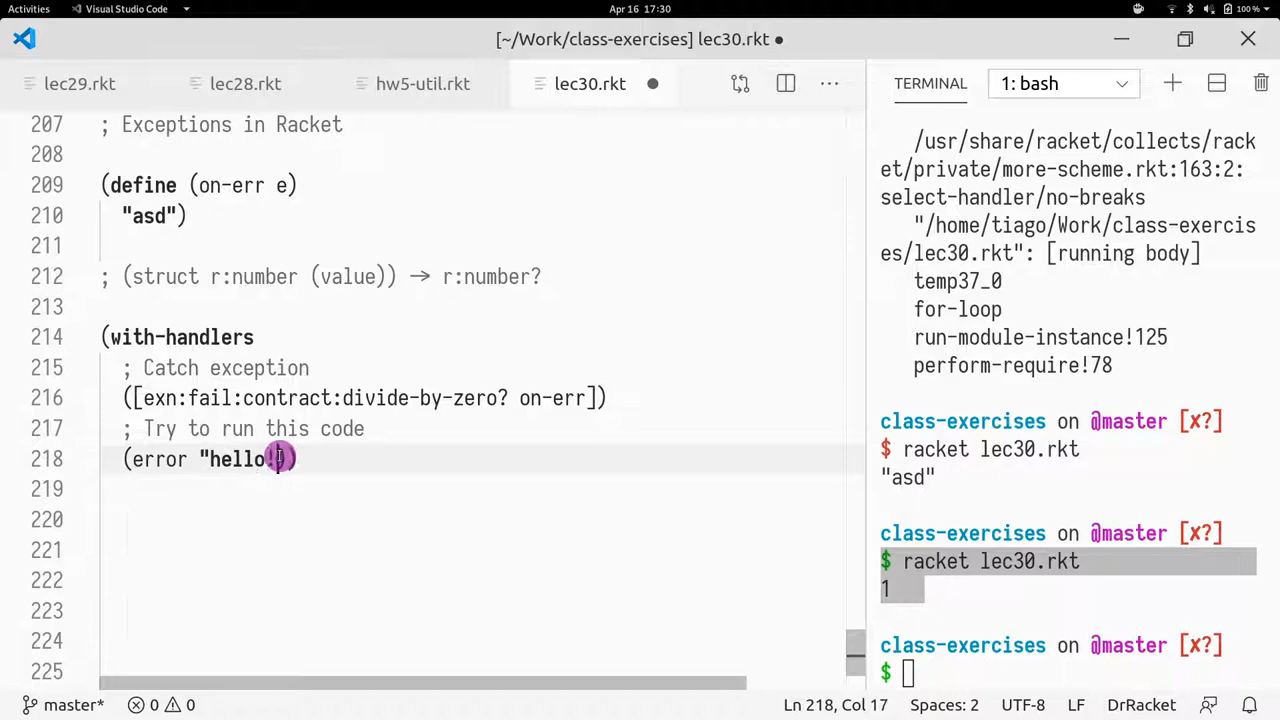 Activities Visual Studio Code Apr 16 17:30 100 %
[~/Work/class-exercises] lec30.rkt ●
lec29.rkt lec28.rkt hw5-util.rkt lec30.rkt TERMINAL 1: bash
207 ; Exceptions in Racket
208
209 (define (on-err e)
210 "asd")
211
212 ; (struct r:number (value)) → r:number?
213
214 (with-handlers
215 ; Catch exception
216 ([exn:fail:contract:divide-by-zero? on-err])
217 ; Try to run this code
218 (error "hello!
219
220
221
222
223
224
225
/usr/share/racket/collects/rack
et/private/more-scheme.rkt:163:2:
select-handler/no-breaks
"/home/tiago/Work/class-exercis
es/lec30.rkt": [running body]
temp37_0
for-loop
run-module-instance!125
perform-require!78
class-exercises on @master [✘?]
$ racket lec30.rkt
"asd"
class-exercises on @master [✘?]
$ racket lec30.rkt
1
class-exercises on @master [✘?]
$
master* 0 0 Ln 218, Col 17 Spaces: 2 UTF-8 LF DrRacket